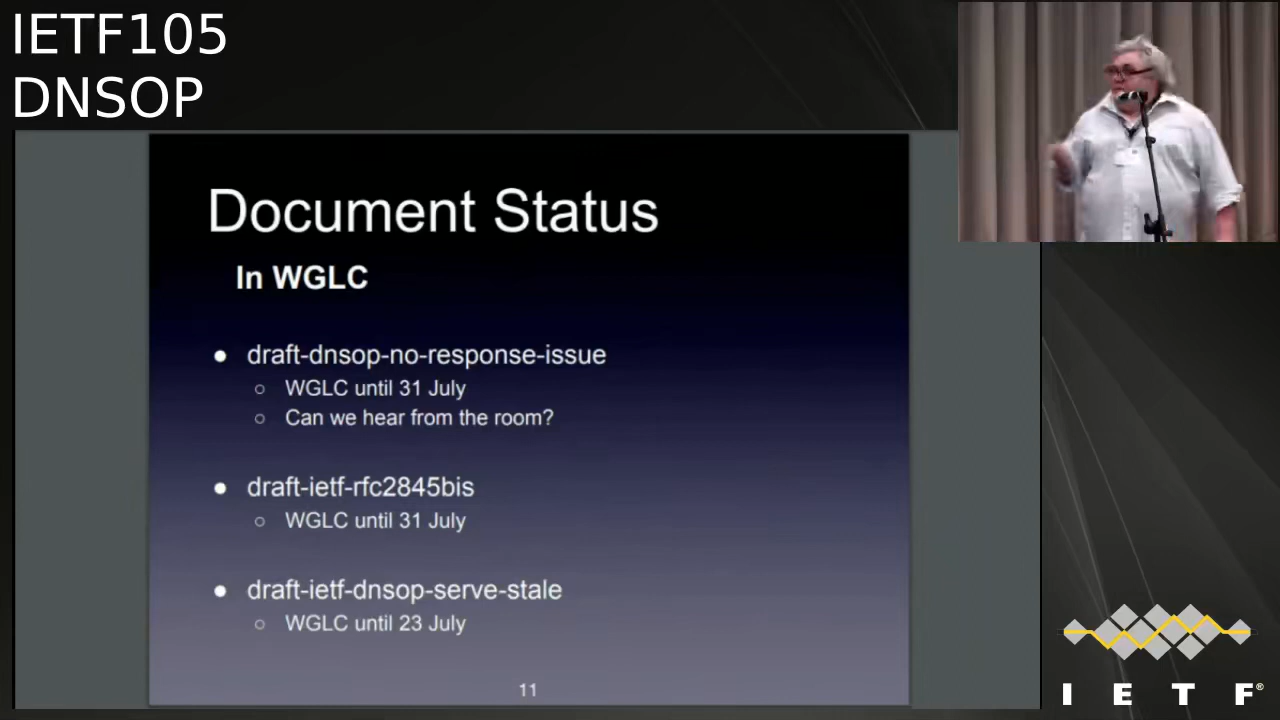 IETF105
DNSOP
Document Status
In WGLC
● draft-dnsop-no-response-issue
○ WGLC until 31 July
○ Can we hear from the room?
● draft-ietf-rfc2845bis
○ WGLC until 31 July
● draft-ietf-dnsop-serve-stale
○ WGLC until 23 July
11
I E T F®